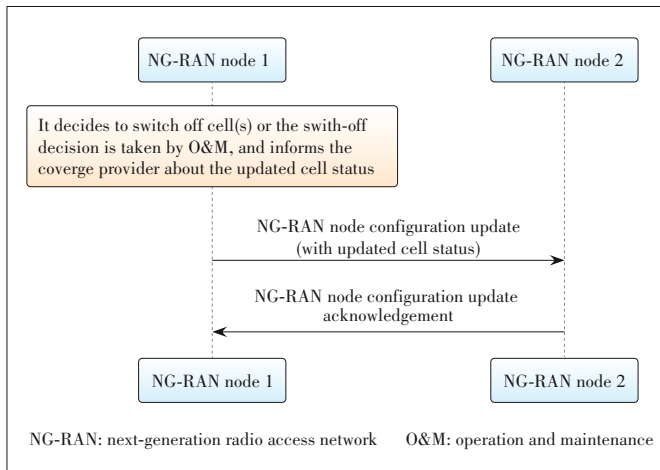 NG-RAN node 1
NG-RAN node 2
It decides to switch off cell(s) or the swith-off
decision is taken by O&M, and informs the
coverge provider about the updated cell status
NG-RAN node configuration update
(with updated cell status)
NG-RAN node configuration update
acknowledgement
NG-RAN node 1
NG-RAN node 2
NG-RAN: next-generation radio access network
O&M: operation and maintenance